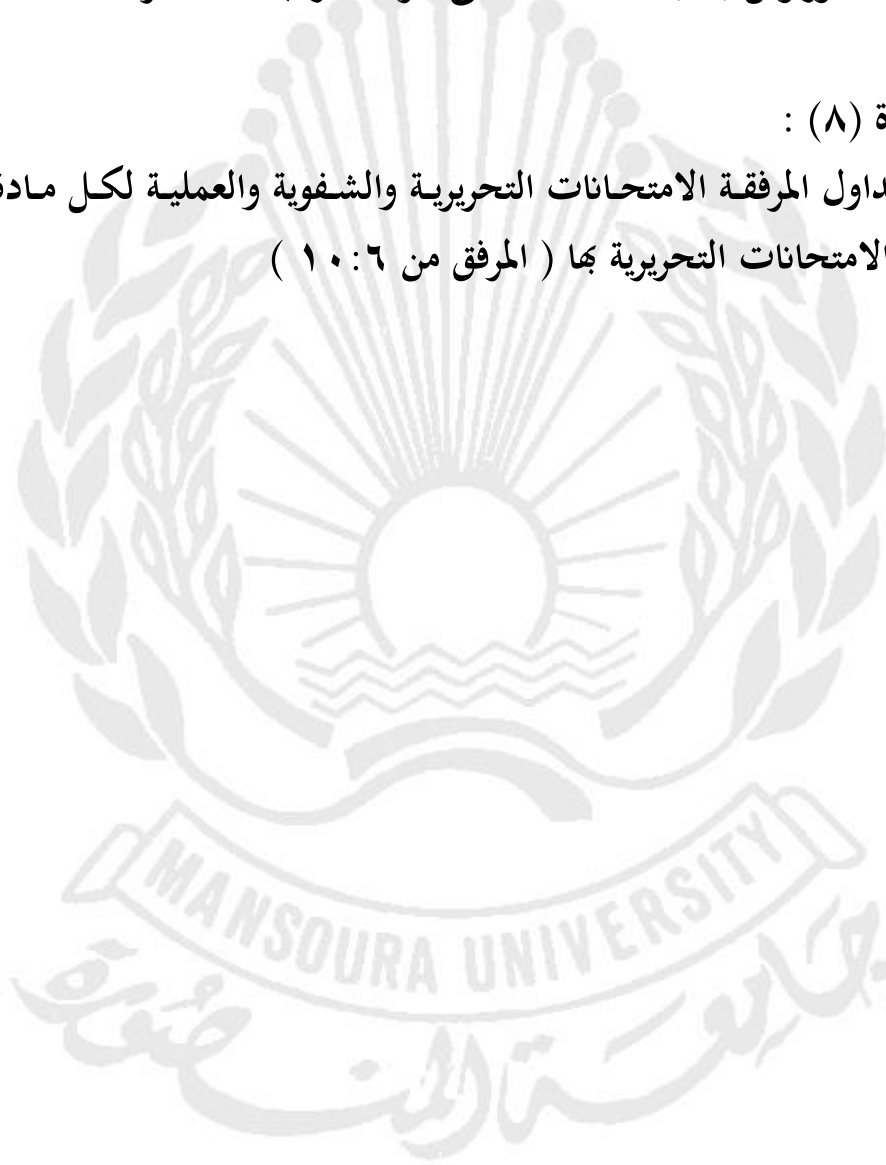 ة (٨) :
داول المرفقة الامتحانات التحريرية والشفوية والعملية لكل مادة
الامتحانات التحريرية بها ( المرفق من ١٠:٦ )
MANSOURA UNIVERSITY
جامعة المنصورة